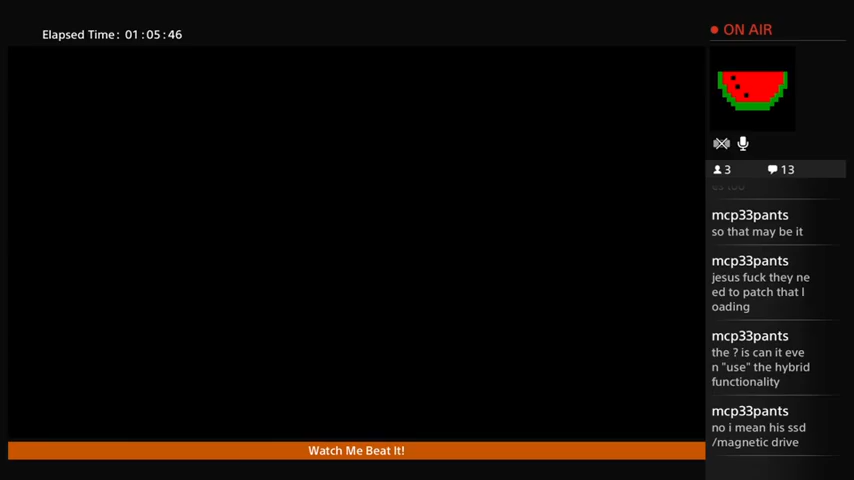 Elapsed Time: 01:05:46
ON AIR
3 13
es too
mcp33pants
so that may be it
mcp33pants
jesus fuck they ne
ed to patch that l
oading
mcp33pants
the ? is can it eve
n "use" the hybrid
functionality
mcp33pants
no i mean his ssd
/magnetic drive
Watch Me Beat It!